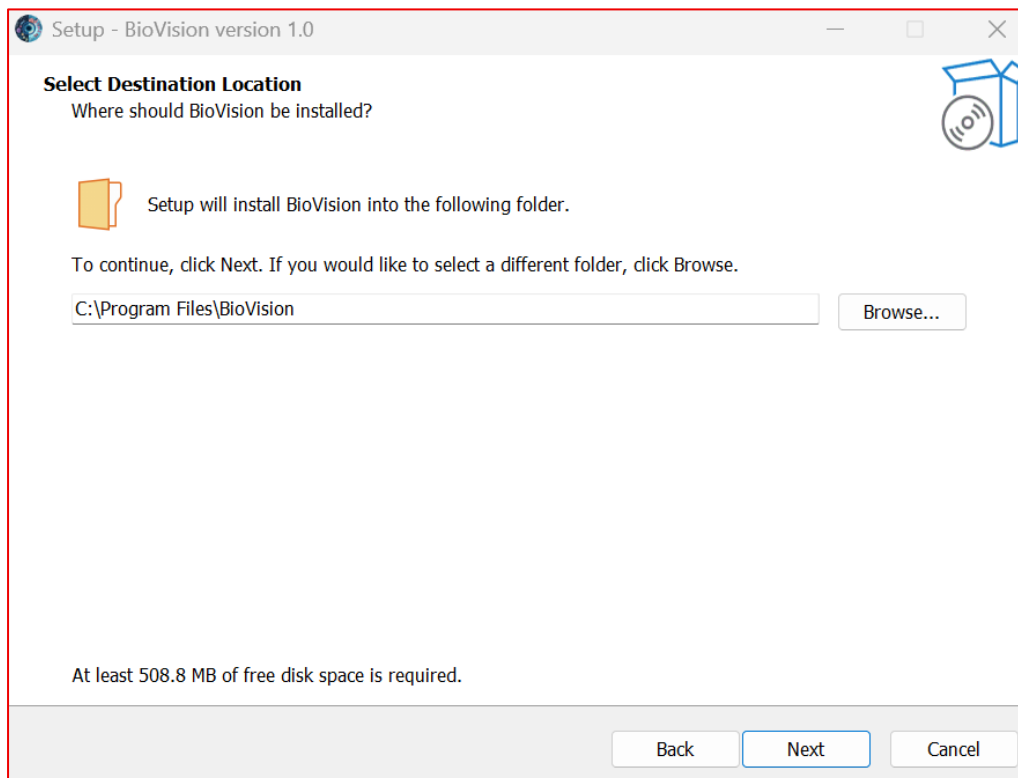 Setup - BioVision version 1.0
Select Destination Location
Where should BioVision be installed?
Setup will install BioVision into the following folder.
To continue, click Next. If you would like to select a different folder, click Browse.
C:\Program Files\BioVision
Browse...
At least 508.8 MB of free disk space is required.
Back
Next
Cancel